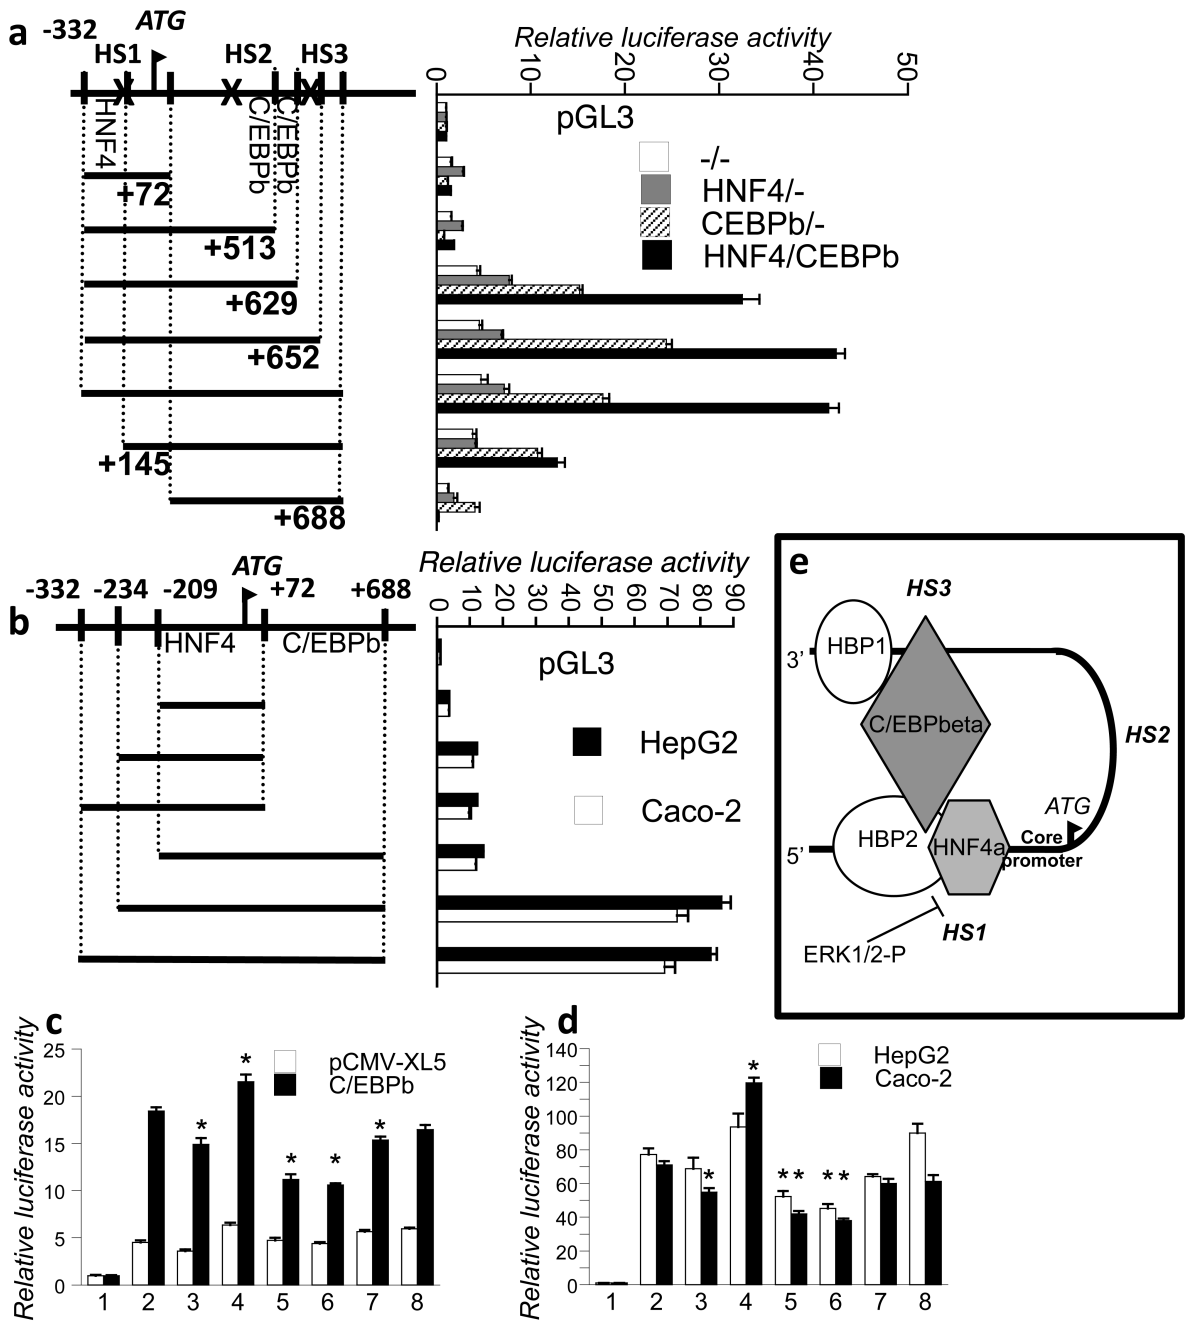 a
-332
ATG
HS1
HS2
HS3
HNF4
C/EBPb
C/EBPb
+72
+513
+629
+652
+145
+688
Relative luciferase activity
0 10 20 30 40 50
pGL3
-/-
HNF4/-
CEBPb/-
HNF4/CEBPb
b
ATG
-332 -234 -209 +72 +688
HNF4
C/EBPb
Relative luciferase activity
0 10 20 30 40 50 60 70 80 90
pGL3
HepG2
Caco-2
e
HS3
3’
HBP1
C/EBPbeta
HS2
ATG
HBP2
HNF4a
5’
Core
promoter
HS1
ERK1/2-P
c
Relative luciferase activity
25
20
15
10
5
0
pCMV-XL5
C/EBPb
* * * * *
1 2 3 4 5 6 7 8
d
Relative luciferase activity
140
120
100
80
60
40
20
0
HepG2
Caco-2
* * ** **
1 2 3 4 5 6 7 8